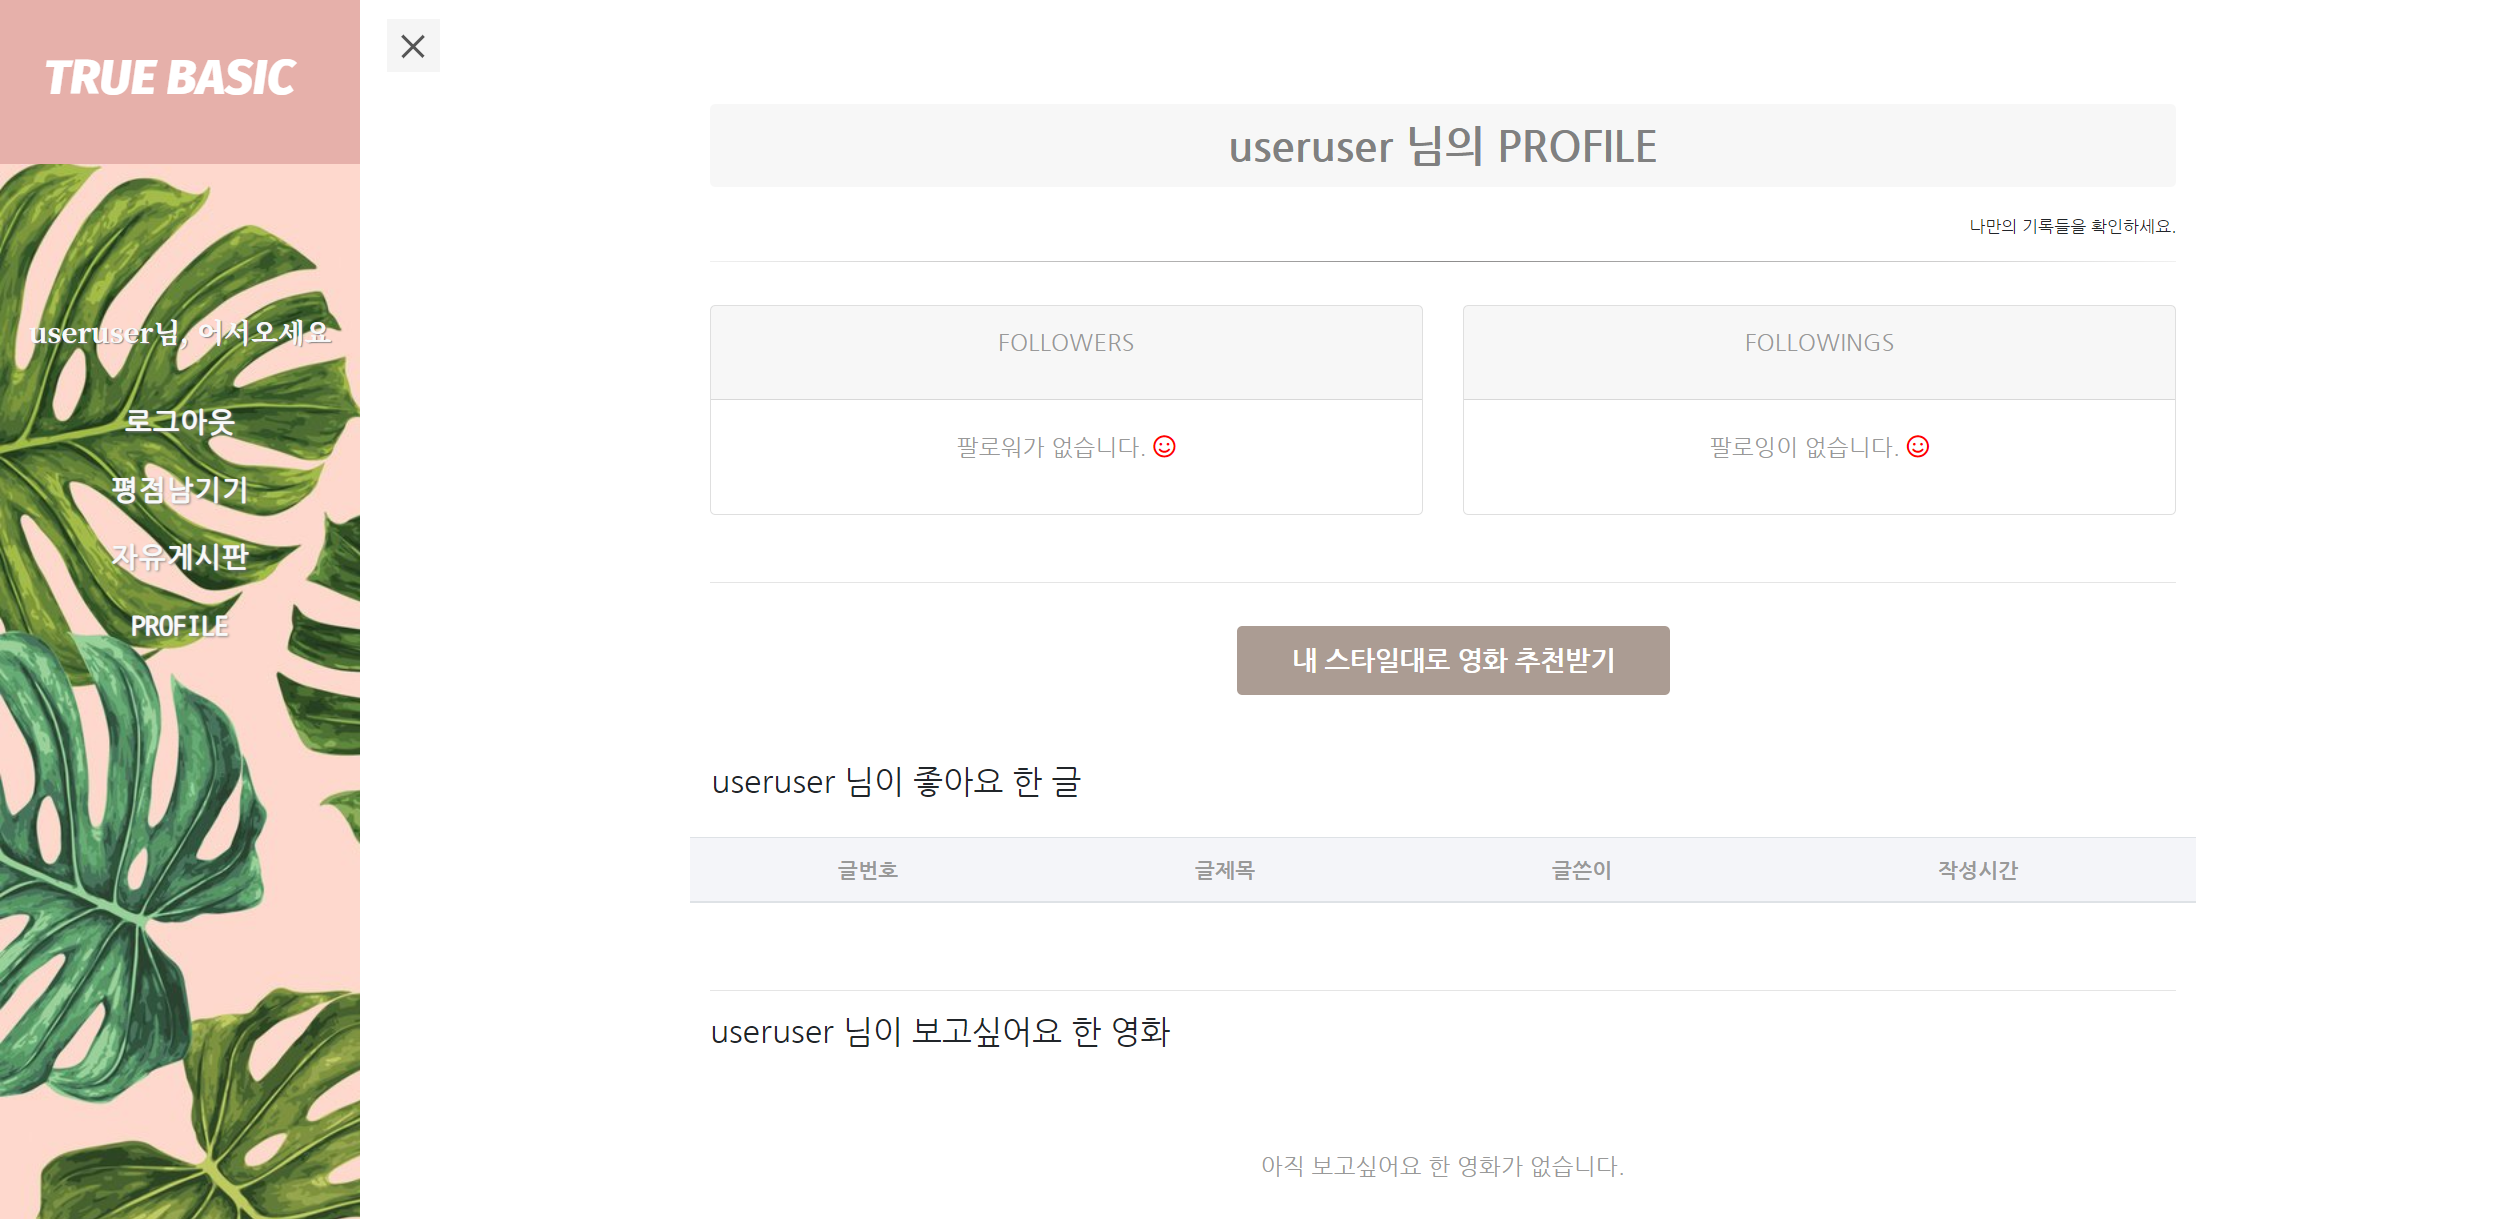 TRUE BASIC
useruser님, 어서오세요
로그아웃
평점남기기
자유게시판
PROFILE
useruser 님의 PROFILE
나만의 기록들을 확인하세요.
FOLLOWERS
팔로워가 없습니다.
FOLLOWINGS
팔로잉이 없습니다.
내 스타일대로 영화 추천받기
useruser 님이 좋아요 한 글
글번호 글제목 글쓴이 작성시간
useruser 님이 보고싶어요 한 영화
아직 보고싶어요 한 영화가 없습니다.